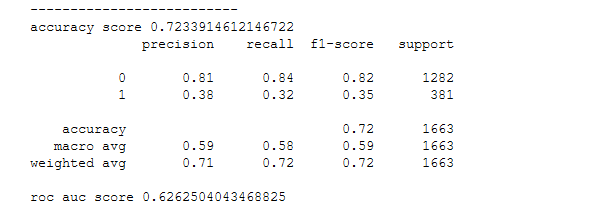 --------------------------
accuracy score 0.7233914612146722
              precision    recall  f1-score   support

           0       0.81      0.84      0.82      1282
           1       0.38      0.32      0.35       381

    accuracy                           0.72      1663
   macro avg       0.59      0.58      0.59      1663
weighted avg       0.71      0.72      0.72      1663

roc auc score 0.6262504043468825